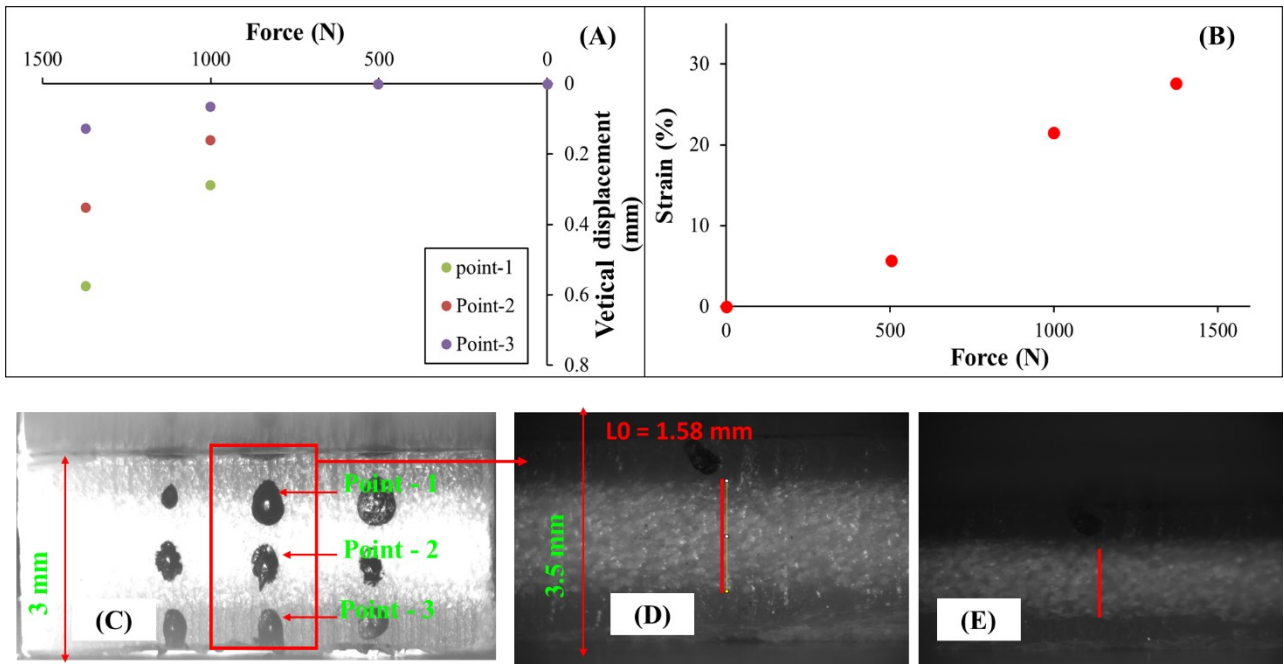 Force (N)
(A)
1500
1000
500
0
0
0.2
0.4
0.6
0.8
Vetical displacement
(mm)
point-1
Point-2
Point-3
(B)
30
20
10
0
Strain (%)
0
500
1000
1500
Force (N)
3 mm
Point - 1
Point - 2
Point - 3
(C)
L0 = 1.58 mm
3.5 mm
(D)
(E)